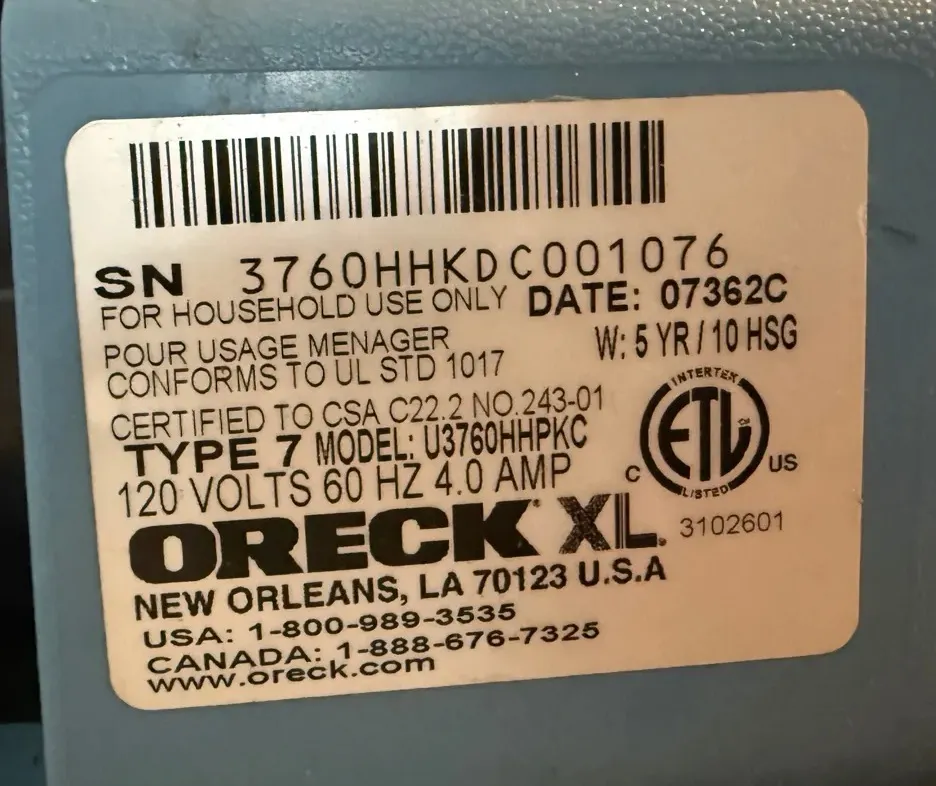 SN 3760HHKDC001076
FOR HOUSEHOLD USE ONLY DATE: 07362C
POUR USAGE MENAGER W: 5 YR / 10 HSG
CONFORMS TO UL STD 1017
CERTIFIED TO CSA C22.2 NO.243-01
TYPE 7 MODEL: U3760HHPKC
120 VOLTS 60 HZ 4.0 AMP
INTERTEK
ETL
C US
LISTED
ORECK XL 3102601
NEW ORLEANS, LA 70123 U.S.A
USA: 1-800-989-3535
CANADA: 1-888-676-7325
www.oreck.com